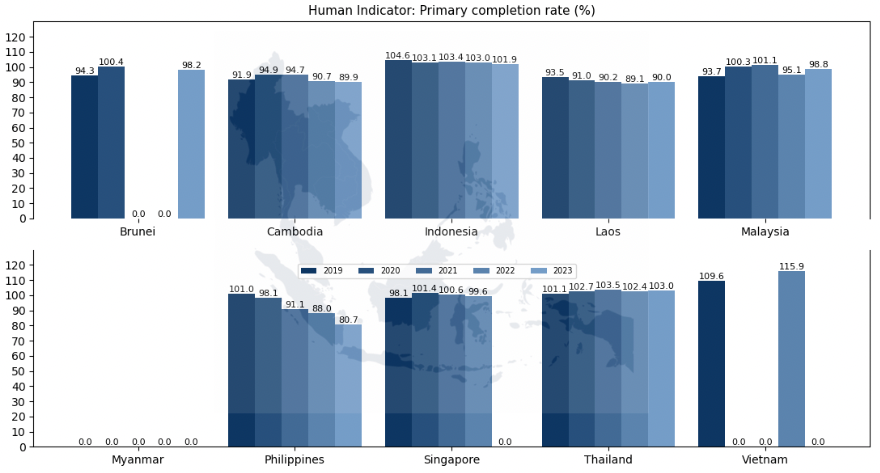 Human Indicator: Primary completion rate (%)
120
110
100
90
80
70
60
50
40
30
20
10
0
94.3 100.4 0.0 0.0 98.2
91.9 94.9 94.7 90.7 89.9
104.6 103.1 103.4 103.0 101.9
93.5 91.0 90.2 89.1 90.0
93.7 100.3 101.1 95.1 98.8
Brunei Cambodia Indonesia Laos Malaysia
2019 2020 2021 2022 2023
120
110
100
90
80
70
60
50
40
30
20
10
0
0.0 0.0 0.0 0.0 0.0
101.0 98.1 91.1 88.0 80.7
98.1 101.4 100.6 99.6 0.0
101.1 102.7 103.5 102.4 103.0
109.6 0.0 0.0 115.9 0.0
Myanmar Philippines Singapore Thailand Vietnam